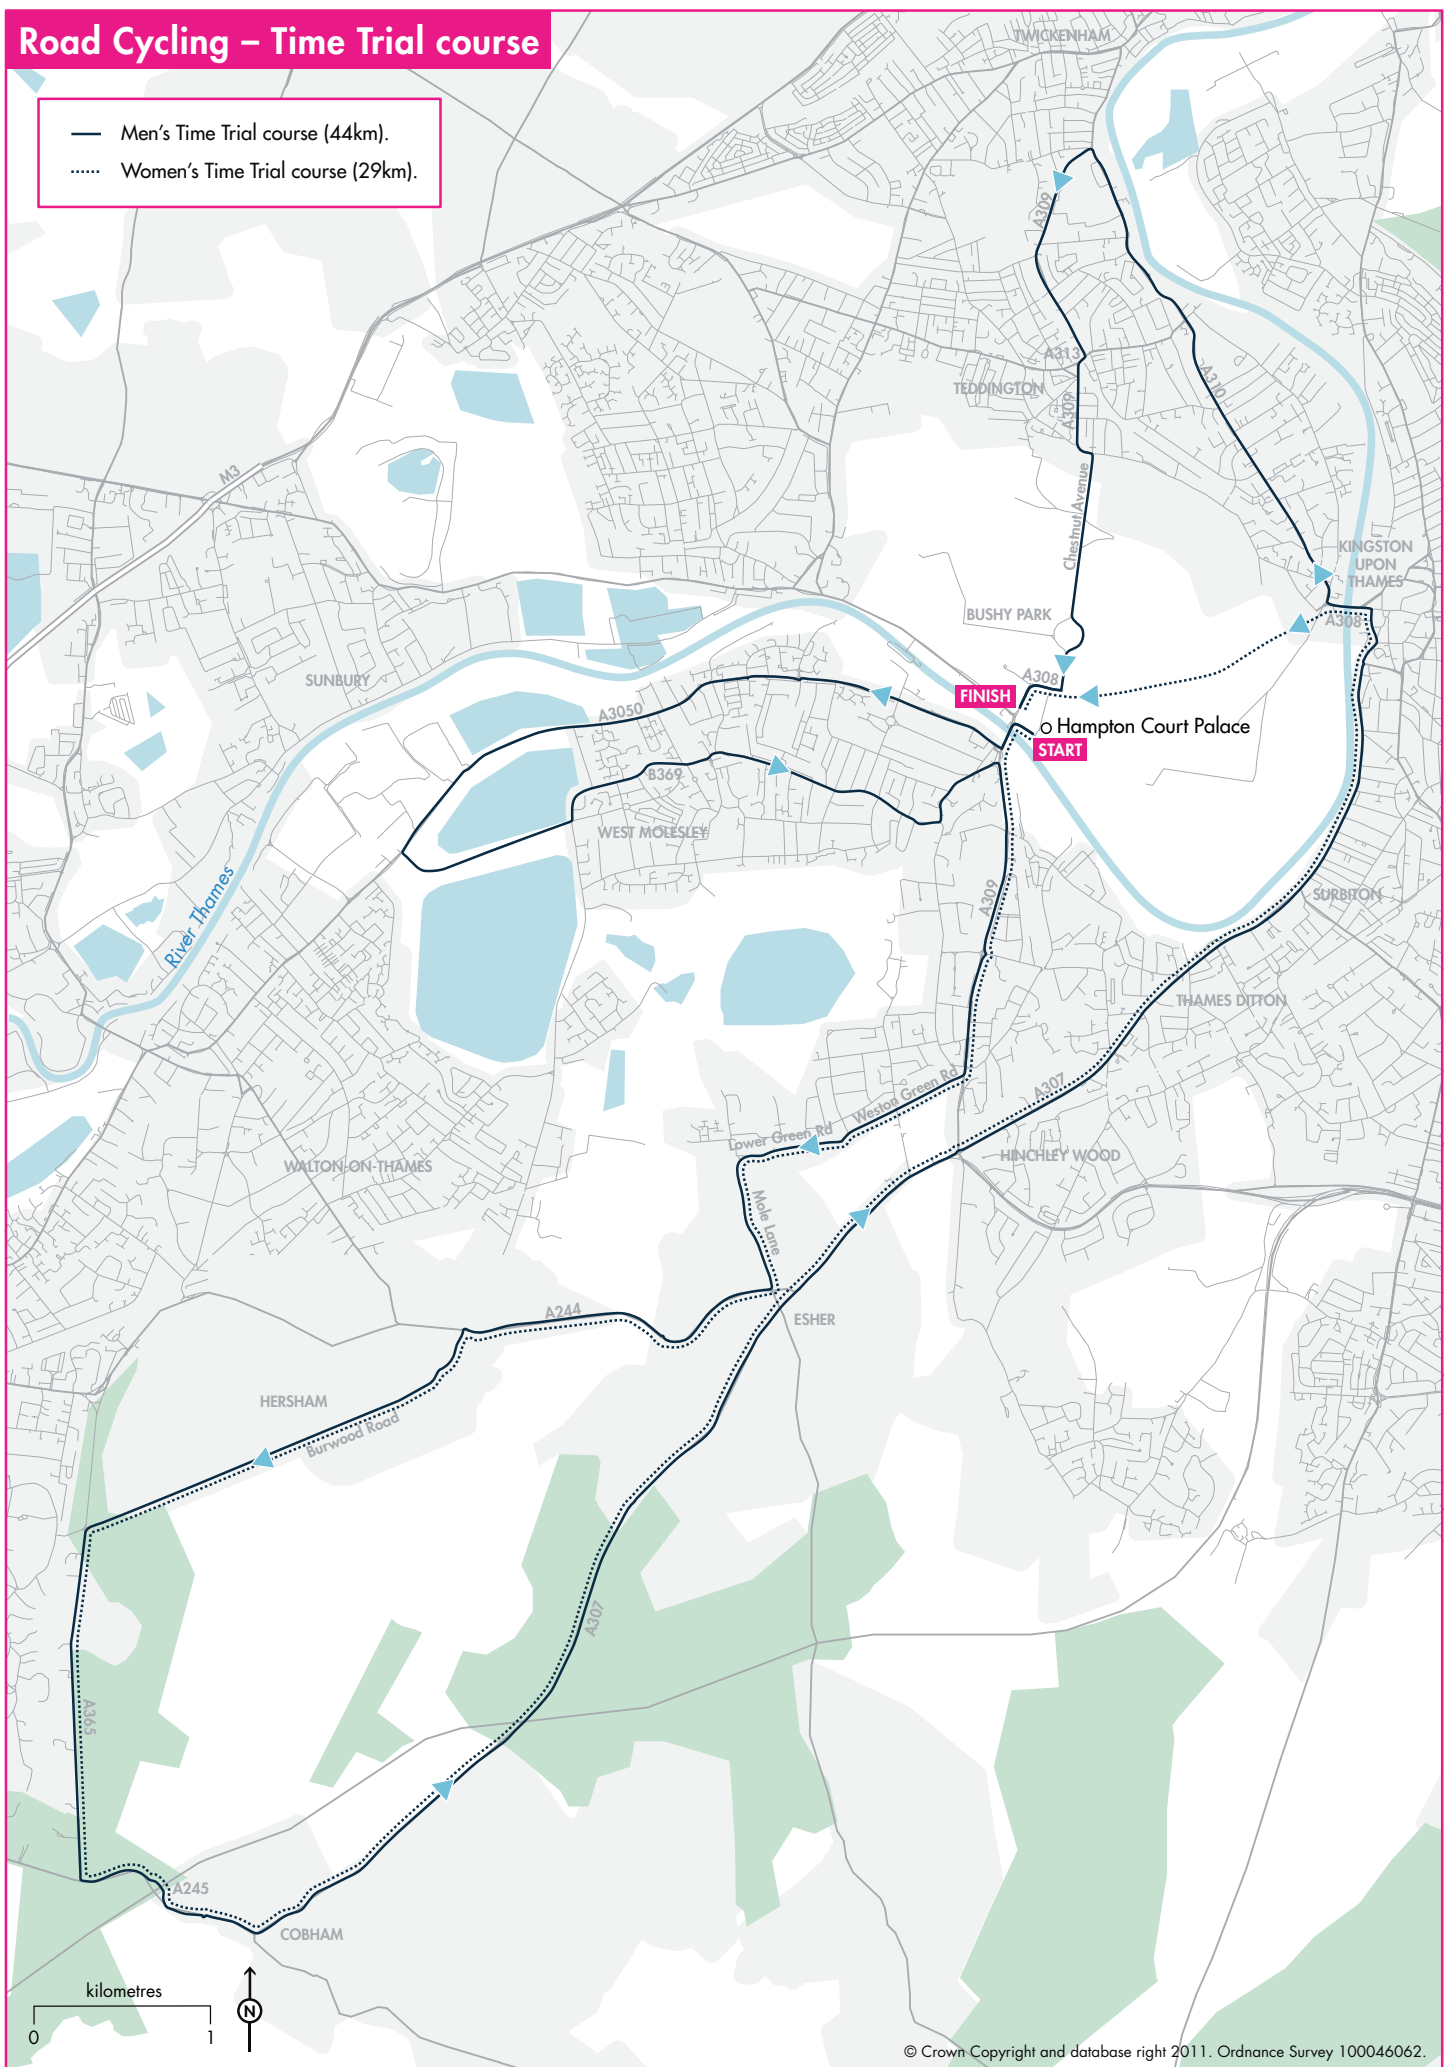 Road Cycling – Time Trial course
Men's Time Trial course (44km).
Women's Time Trial course (29km).
TWICKENHAM
A309
A313
TEDDINGTON
A309
A310
M3
Chestnut Avenue
KINGSTON
UPON
THAMES
BUSHY PARK
A308
A308
SUNBURY
FINISH
A3050
Hampton Court Palace
START
B369
WEST MOLESLEY
A309
SURBITON
River Thames
THAMES DITTON
A307
Weston Green Rd
Lower Green Rd
HINCHLEY WOOD
WALTON-ON-THAMES
Mole Lane
A244
ESHER
HERSHAM
Burwood Road
A307
A365
A245
COBHAM
kilometres
0 1
N
© Crown Copyright and database right 2011. Ordnance Survey 100046062.